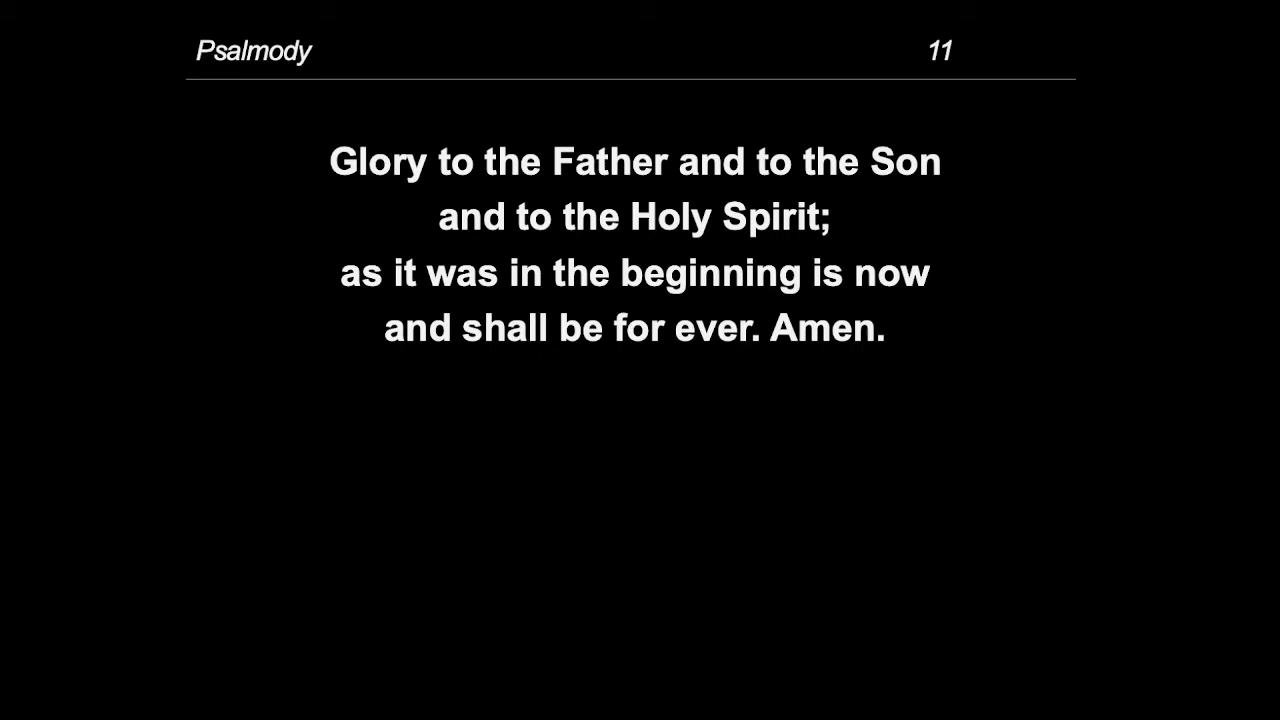 Psalmody 11
Glory to the Father and to the Son
and to the Holy Spirit;
as it was in the beginning is now
and shall be for ever. Amen.